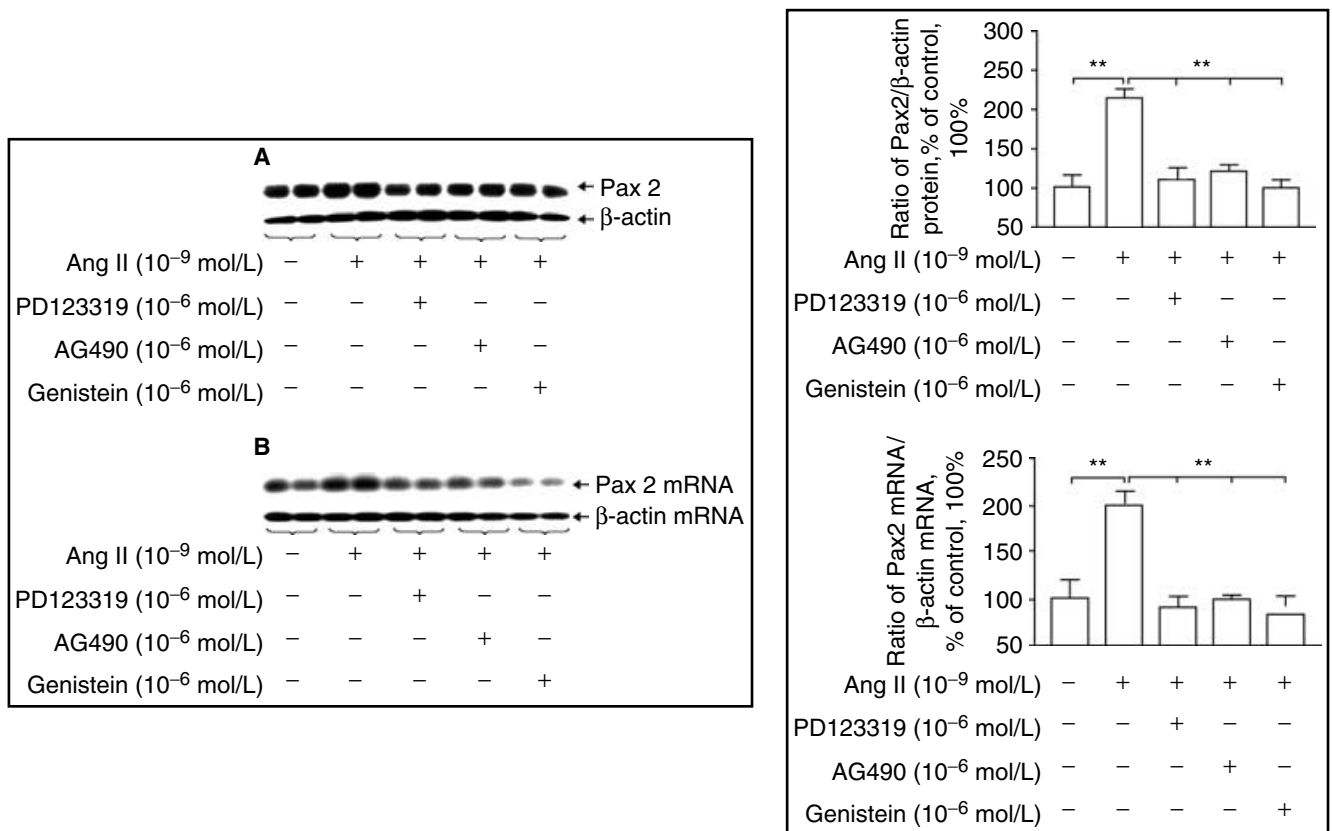 A
Pax 2
β-actin
Ang II (10⁻⁹ mol/L) − + + + +
PD123319 (10⁻⁶ mol/L) − − + − −
AG490 (10⁻⁶ mol/L) − − − + −
Genistein (10⁻⁶ mol/L) − − − − +
B
Pax 2 mRNA
β-actin mRNA
Ang II (10⁻⁹ mol/L) − + + + +
PD123319 (10⁻⁶ mol/L) − − + − −
AG490 (10⁻⁶ mol/L) − − − + −
Genistein (10⁻⁶ mol/L) − − − − +
Ratio of Pax2/β-actin
protein,% of control,
100%
300
250
200
150
100
50
** **
Ang II (10⁻⁹ mol/L) − + + + +
PD123319 (10⁻⁶ mol/L) − − + − −
AG490 (10⁻⁶ mol/L) − − − + −
Genistein (10⁻⁶ mol/L) − − − − +
Ratio of Pax2 mRNA/
β-actin mRNA,
% of control, 100%
250
200
150
100
50
** **
Ang II (10⁻⁹ mol/L) − + + + +
PD123319 (10⁻⁶ mol/L) − − + − −
AG490 (10⁻⁶ mol/L) − − − + −
Genistein (10⁻⁶ mol/L) − − − − +